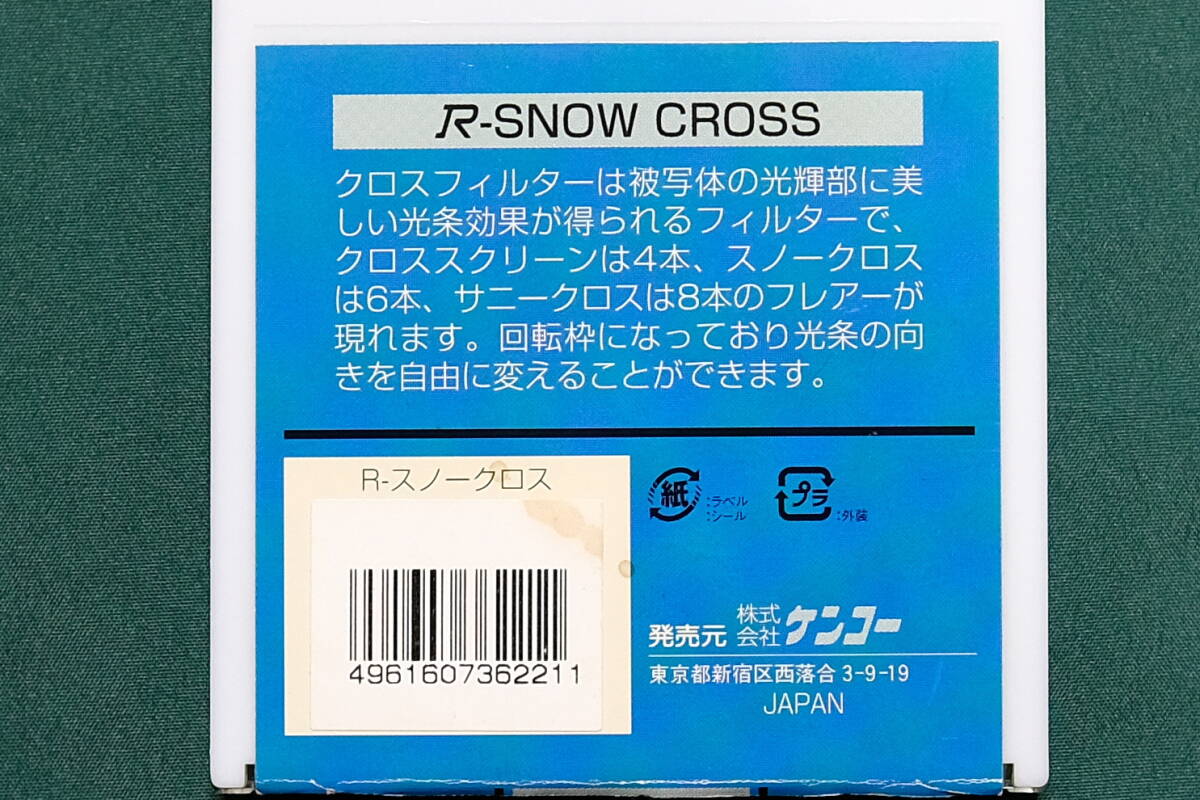 R-SNOW CROSS
クロスフィルターは被写体の光輝部に美
しい光条効果が得られるフィルターで、
クロススクリーンは4本、スノークロス
は6本、サニークロスは8本のフレアーが
現れます。回転枠になっており光条の向
きを自由に変えることができます。
R-スノークロス
4961607362211
紙 :ラベル
:シール
プラ :外装
発売元 株式会社 ケンコー
東京都新宿区西落合 3-9-19
JAPAN